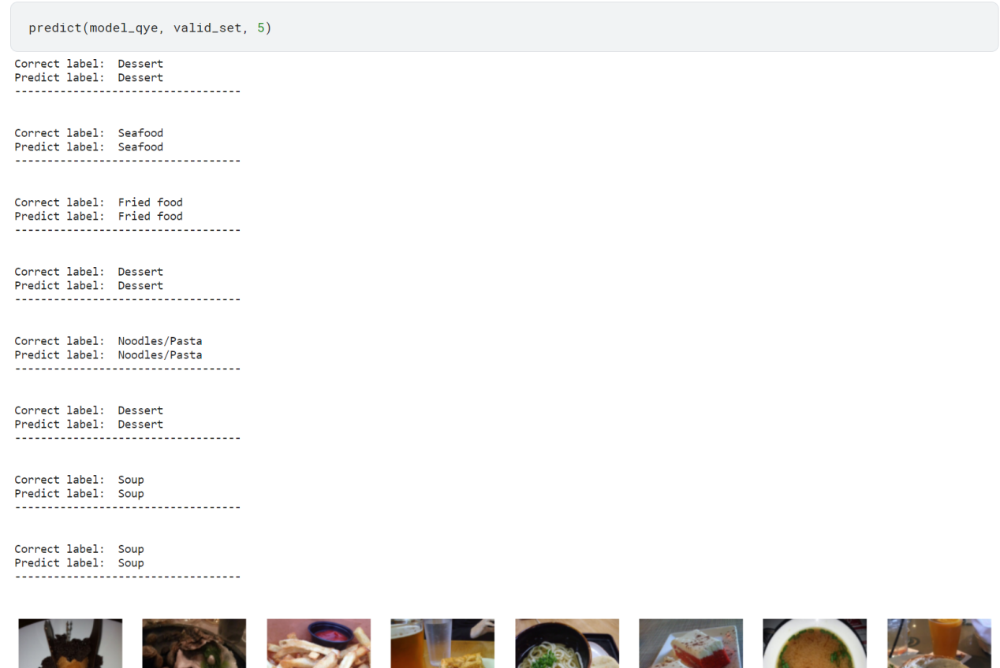 predict(model_qye, valid_set, 5)
Correct label:  Dessert
Predict label:  Dessert
-----------------------------------
Correct label:  Seafood
Predict label:  Seafood
-----------------------------------
Correct label:  Fried food
Predict label:  Fried food
-----------------------------------
Correct label:  Dessert
Predict label:  Dessert
-----------------------------------
Correct label:  Noodles/Pasta
Predict label:  Noodles/Pasta
-----------------------------------
Correct label:  Dessert
Predict label:  Dessert
-----------------------------------
Correct label:  Soup
Predict label:  Soup
-----------------------------------
Correct label:  Soup
Predict label:  Soup
-----------------------------------